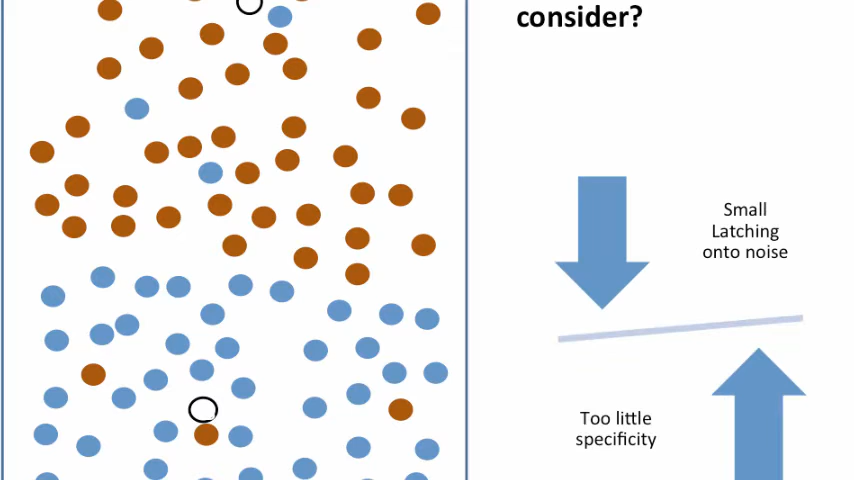 consider?
Small
Latching
onto noise
Too little
specificity